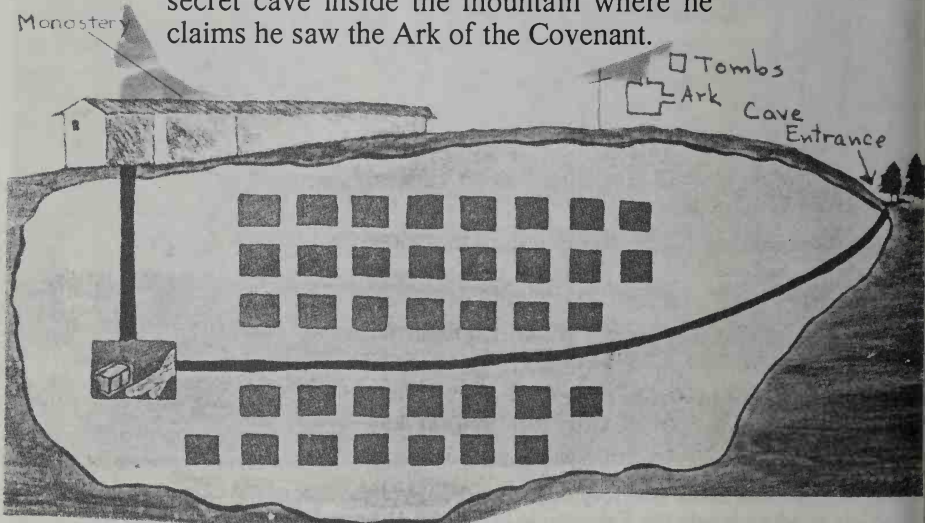 secret cave inside the mountain where he
claims he saw the Ark of the Covenant.
Monastery
Tombs
Ark
Cave
Entrance